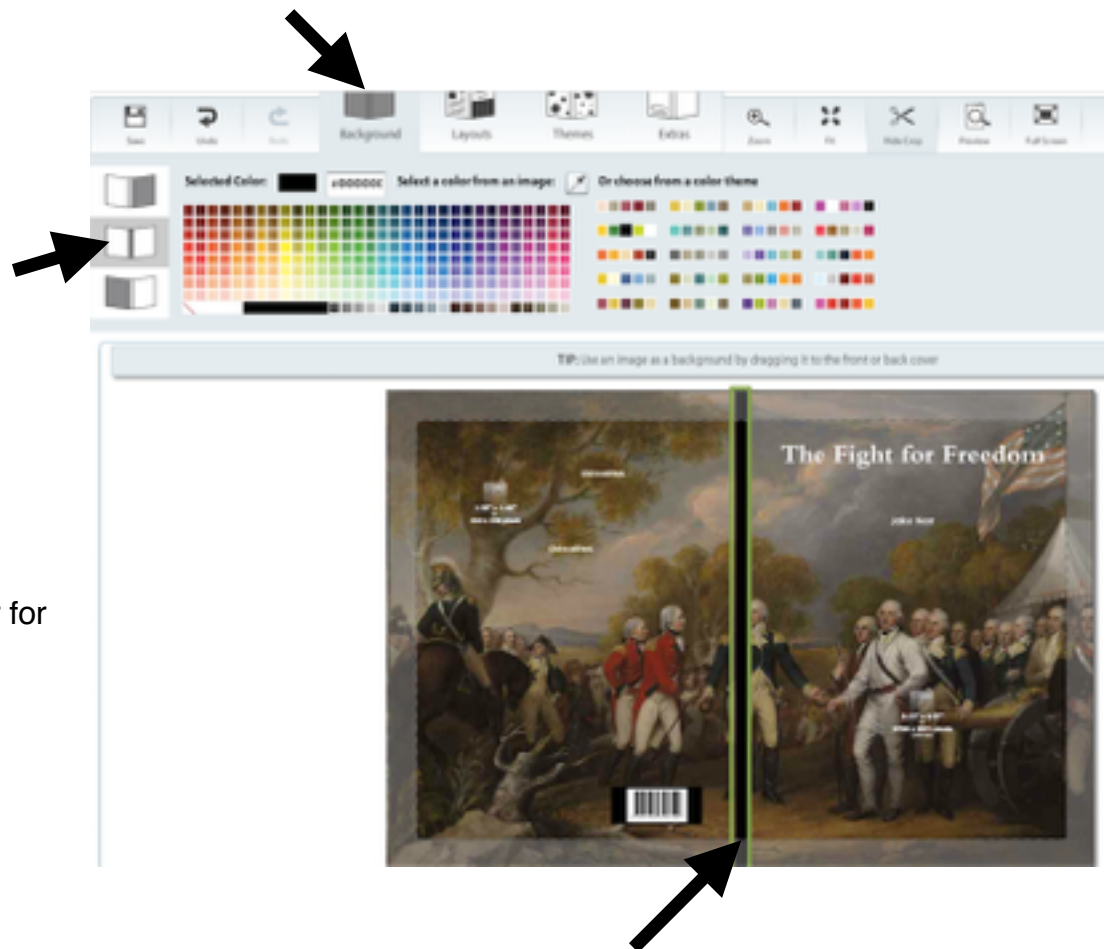 Save Undo Background Layouts Themes Extras Zoom Fit Hide Crop Preview Full Screen
Selected Color: #000000 Select a color from an image: Or choose from a color theme
TIP: Use an image as a background by dragging it to the front or back cover
The Fight for Freedom
for